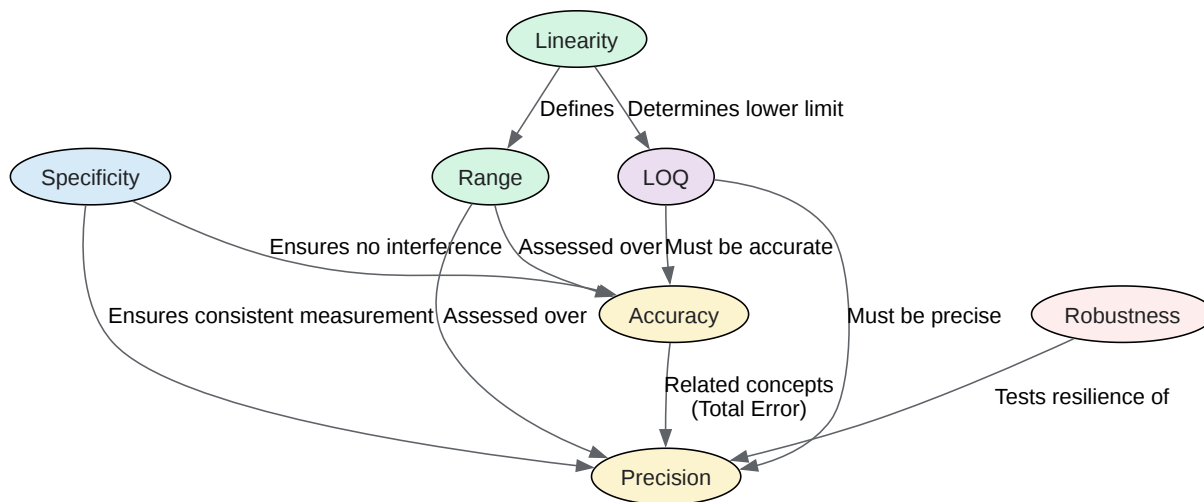 Linearity
Defines
Determines lower limit
Specificity
Range
LOQ
Ensures no interference
Assessed over
Must be accurate
Ensures consistent measurement
Assessed over
Accuracy
Must be precise
Robustness
Related concepts
(Total Error)
Tests resilience of
Precision